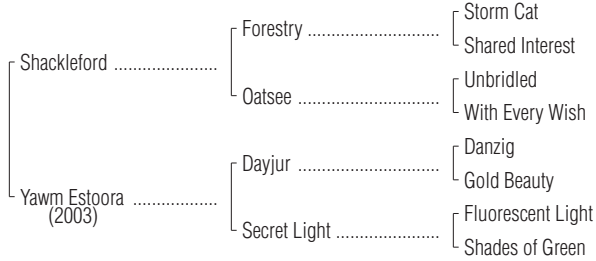 Storm Cat
Forestry ......................
Shared Interest
Shackleford .....................
Unbridled
Oatsee ...........................
With Every Wish
Danzig
Dayjur ...........................
Gold Beauty
Yawm Estoora .................
(2003)
Fluorescent Light
Secret Light .....................
Shades of Green